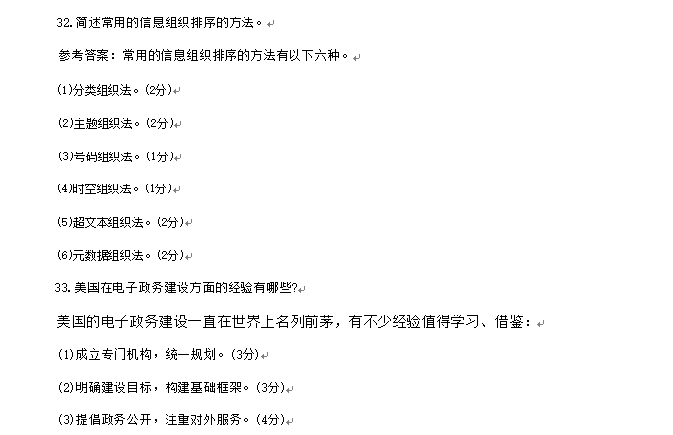 32.简述常用的信息组织排序的方法。
参考答案：常用的信息组织排序的方法有以下六种。
(1)分类组织法。(2分)
(2)主题组织法。(2分)
(3)号码组织法。(1分)
(4)时空组织法。(1分)
(5)超文本组织法。(2分)
(6)元数据组织法。(2分)
33.美国在电子政务建设方面的经验有哪些?
美国的电子政务建设一直在世界上名列前茅，有不少经验值得学习、借鉴：
(1)成立专门机构，统一规划。(3分)
(2)明确建设目标，构建基础框架。(3分)
(3)提倡政务公开，注重对外服务。(4分)